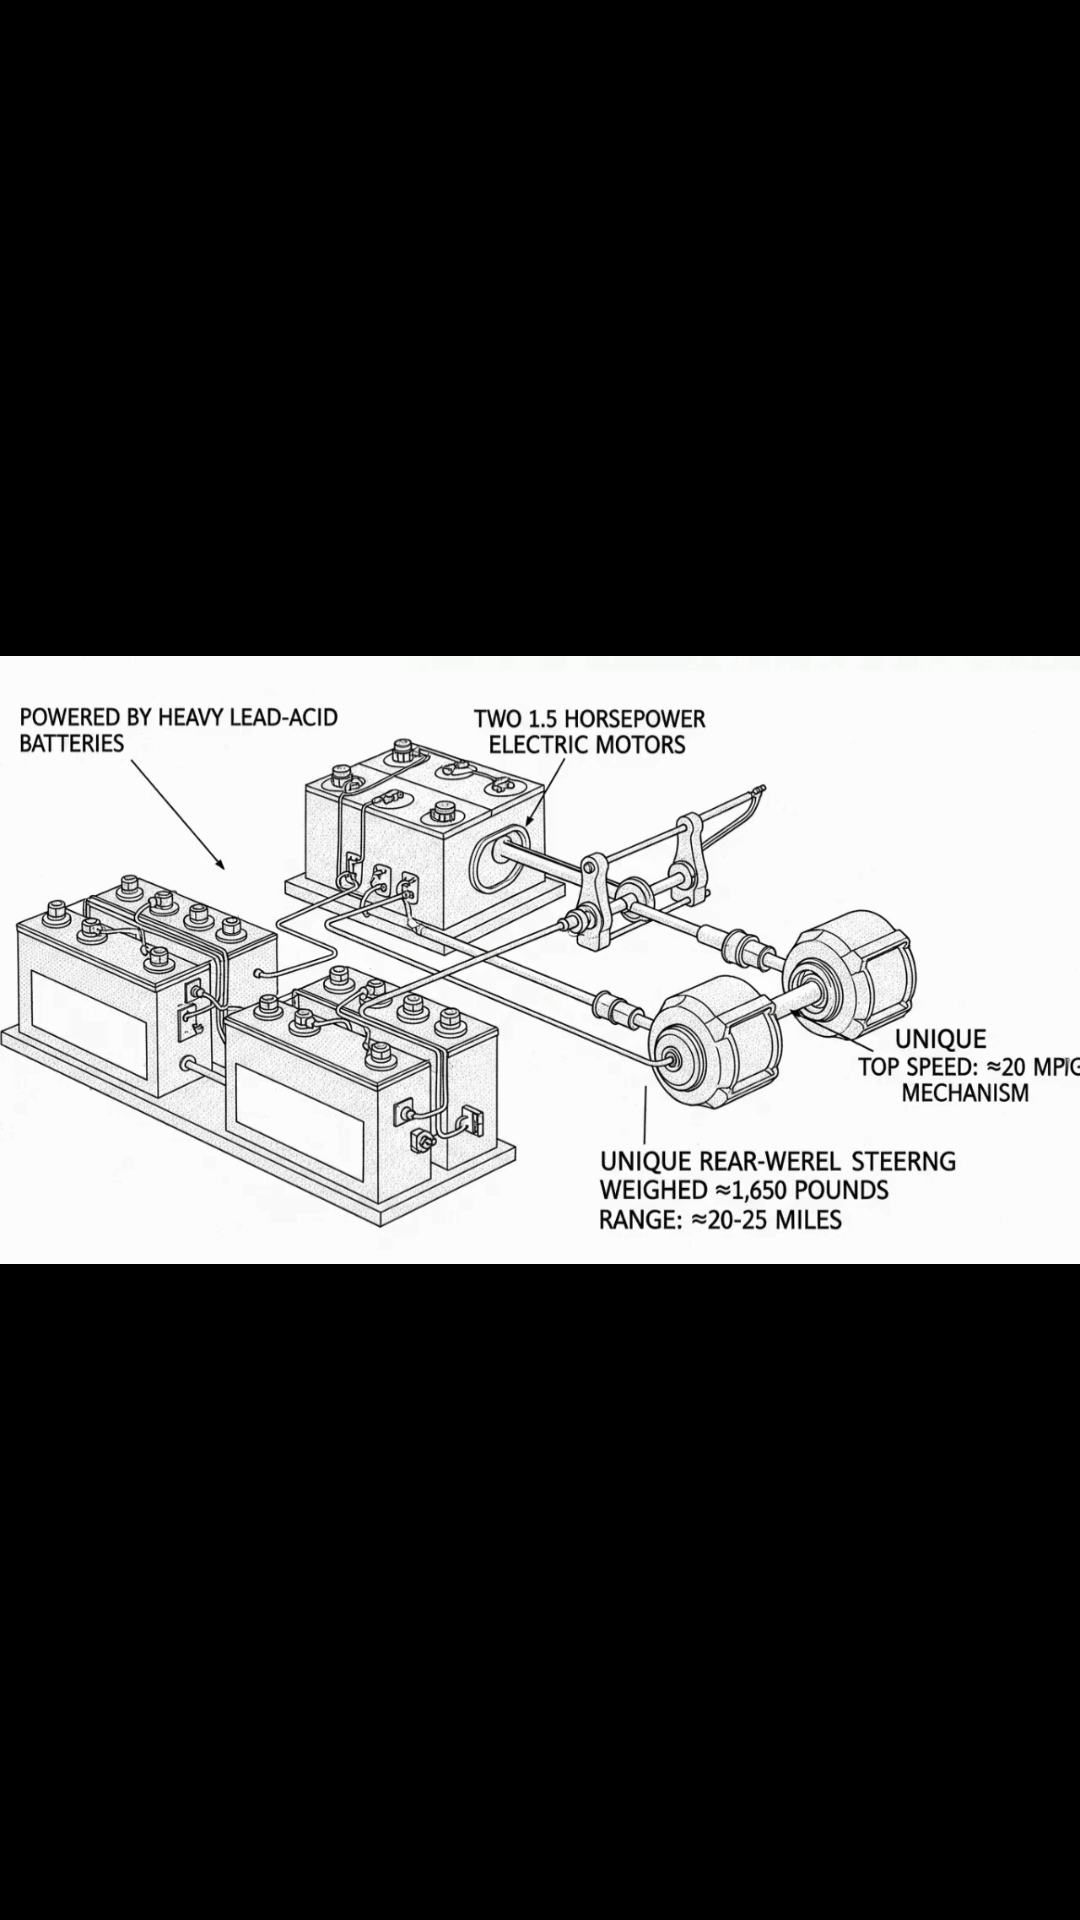 POWERED BY HEAVY LEAD-ACID
BATTERIES
TWO 1.5 HORSEPOWER
ELECTRIC MOTORS
UNIQUE
TOP SPEED: ≈20
MECHANISM
UNIQUE REAR-WEREL STEERNG
WEIGHED ≈1,650 POUNDS
RANGE: ≈20-25 MILES